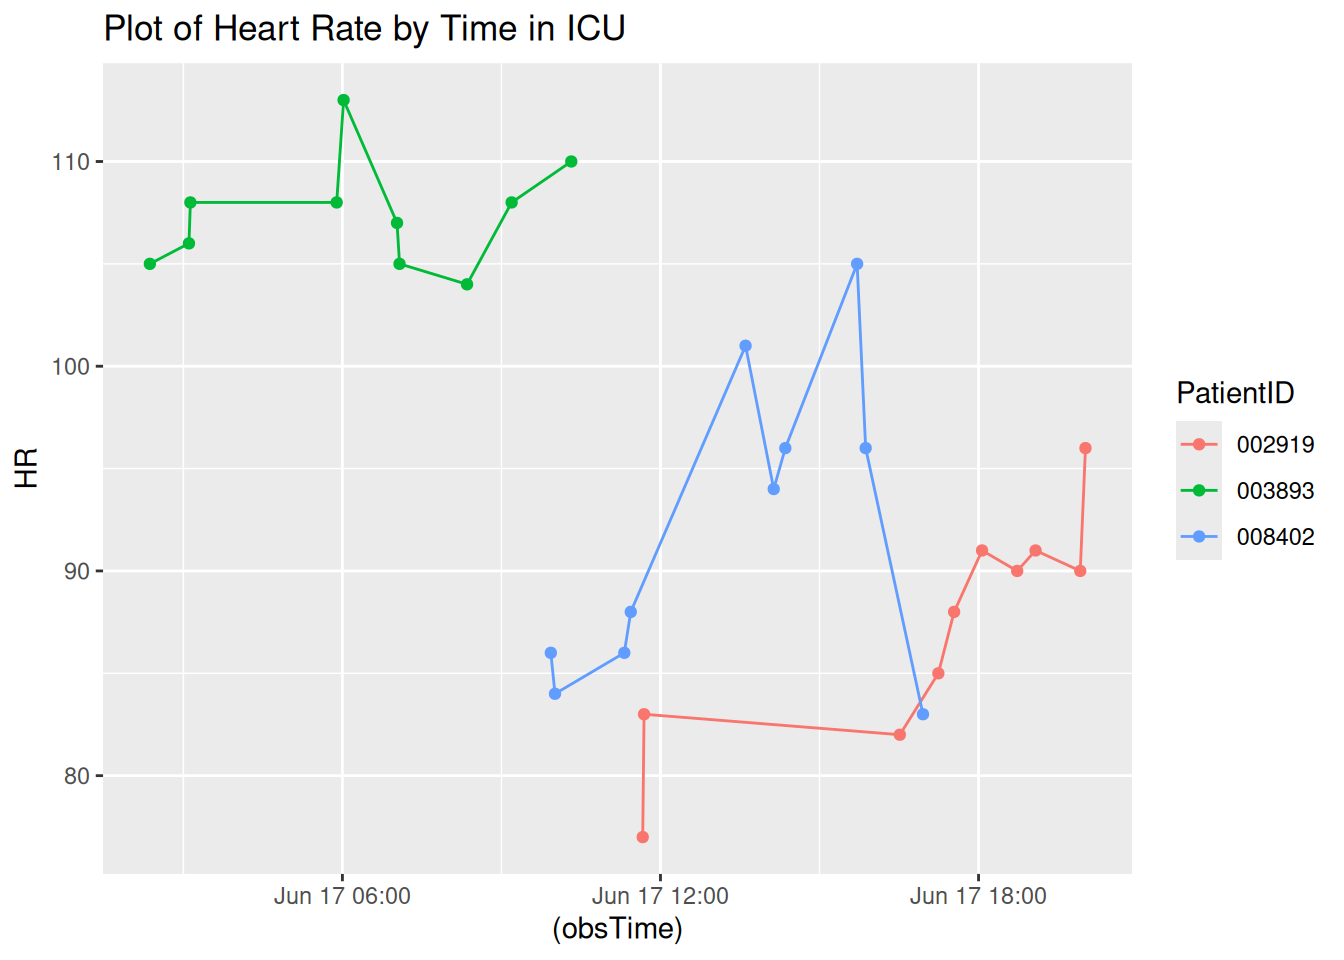 Plot of Heart Rate by Time in ICU
110
100
90
80
HR
Jun 17 06:00
Jun 17 12:00
Jun 17 18:00
(obsTime)
PatientID
002919
003893
008402